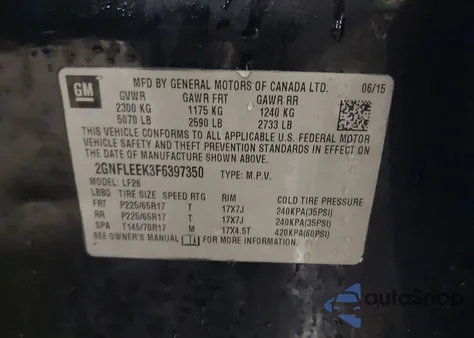 GM
MFD BY GENERAL MOTORS OF CANADA LTD. 06/15
GVWR GAWR FRT GAWR RR
2300 KG 1175 KG 1240 KG
5070 LB 2590 LB 2733 LB
THIS VEHICLE CONFORMS TO ALL APPLICABLE U.S. FEDERAL MOTOR
VEHICLE SAFETY AND THEFT PREVENTION STANDARDS IN EFFECT ON
THE DATE OF MANUFACTURE SHOWN ABOVE.
2GNFLEEK3F6397350 TYPE: M.P.V.
MODEL: LF26
LBBO TIRE SIZE SPEED RTG RIM COLD TIRE PRESSURE
FRT P225/65R17 T 17X7J 240KPA(35PSI)
RR P225/65R17 T 17X7J 240KPA(35PSI)
SPA T145/70R17 M 17X4.5T 420KPA(60PSI)
SEE OWNER'S MANUAL FOR MORE INFORMATION.
autoSnap